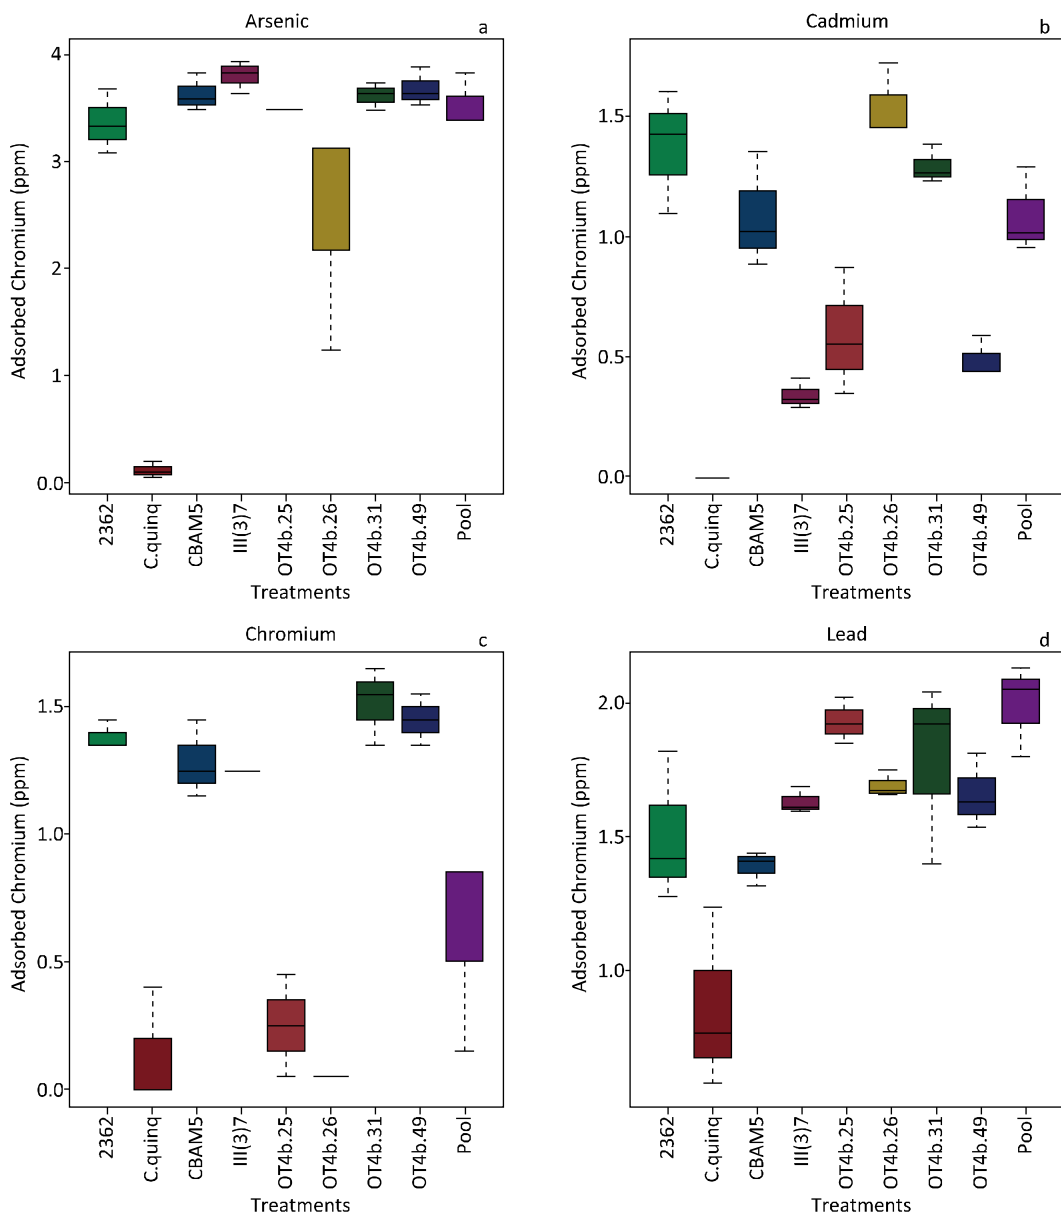 Arsenic
a
Adsorbed Chromium (ppm)
4
3
2
1
0.0
2362
C.quinq
CBAM5
III(3)7
OT4b.25
OT4b.26
OT4b.31
OT4b.49
Pool
Treatments
Cadmium
b
Adsorbed Chromium (ppm)
1.5
1.0
0.5
0.0
2362
C.quinq
CBAM5
III(3)7
OT4b.25
OT4b.26
OT4b.31
OT4b.49
Pool
Treatments
Chromium
c
Adsorbed Chromium (ppm)
1.5
1.0
0.5
0.0
2362
C.quinq
CBAM5
III(3)7
OT4b.25
OT4b.26
OT4b.31
OT4b.49
Pool
Treatments
Lead
d
Adsorbed Chromium (ppm)
2.0
1.5
1.0
2362
C.quinq
CBAM5
III(3)7
OT4b.25
OT4b.26
OT4b.31
OT4b.49
Pool
Treatments